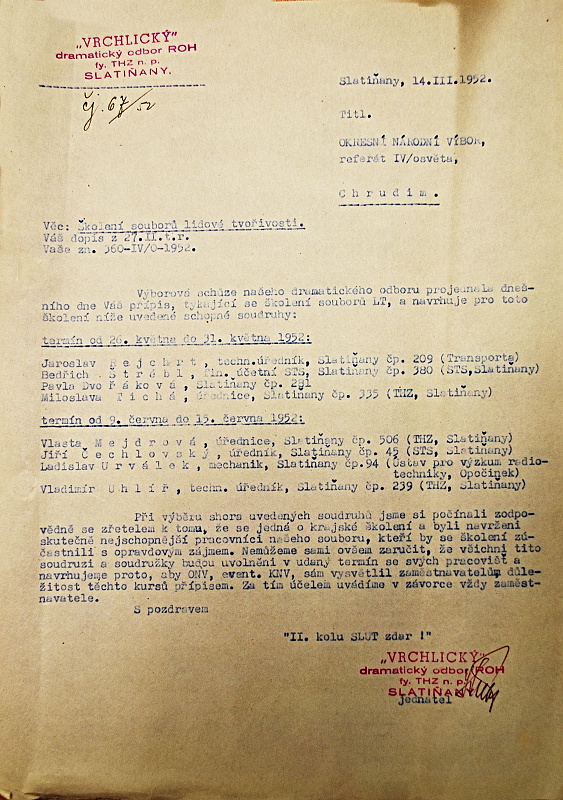 „VRCHLICKÝ"
dramatický odbor ROH
fy. THZ n. p.
SLATIŇANY.
čj. 67/52
Slatiňany, 14.III.1952.
Titl.
OKRESNÍ NÁRODNÍ VÝBOR,
referát IV/osvěta,
C h r u d i m .
Věc: Školení souborů lidové tvořivosti.
Váš dopis z 27.II.t.r.
Vaše zn. 360-IV/0-1952.
Výborová schůze našeho dramatického odboru projednala dneš-
ního dne Váš přípis, týkající se školení souborů LT, a navrhuje pro toto
školení níže uvedené schopné soudruhy:
termín od 26. května do 31. května 1952:
Jaroslav R e j c h r t , techn.úředník, Slatiňany čp. 209 (Transporta)
Bedřich Š t r á b l , fin.účetní STS, Slatiňany čp. 380 (STS,Slatiňany)
Pavla Dvo ř á k o v á , Slatiňany čp. 291
Miloslava T i c h á , úřednice, Slatiňany čp. 335 (THZ, Slatiňany)
termín od 9. června do 15. června 1952:
Vlasta M e j d r o v á , úřednice, Slatiňany čp. 506 (THZ, Slatiňany)
Jiří Č e c h l o v s k ý , úředník, Slatiňany čp. 45 (STS, Slatiňany)
Ladislav U r v á l e k , mechanik, Slatiňany čp.94 (Ústav pro výzkum radio-
techniky, Opočinek)
Vladimír U h l í ř , techn. úředník, Slatiňany čp. 239 (THZ, Slatiňany)
Při výběru shora uvedených soudruhů jsme si počínali zodpo-
vědně se zřetelem k tomu, že se jedná o krajské školení a byli navrženi
skutečně nejschopnější pracovníci našeho souboru, kteří by se školení zú-
častnili s opravdovým zájmem. Nemůžeme sami ovšem zaručit, že všichni tito
soudruzi a soudružky budou uvolněni v udaný termín se svých pracovišť a
navrhujeme proto, aby ONV, event. KNV, sám vysvětlil zaměstnavatelům důle-
žitost těchto kursů přípisem. Za tím účelem uvádíme v závorce vždy zaměst-
navatele.
S pozdravem
"II. kolu SLUT zdar !"
„VRCHLICKÝ"
dramatický odbor ROH
fy. THZ n. p.
SLATIŇANY
jednatel